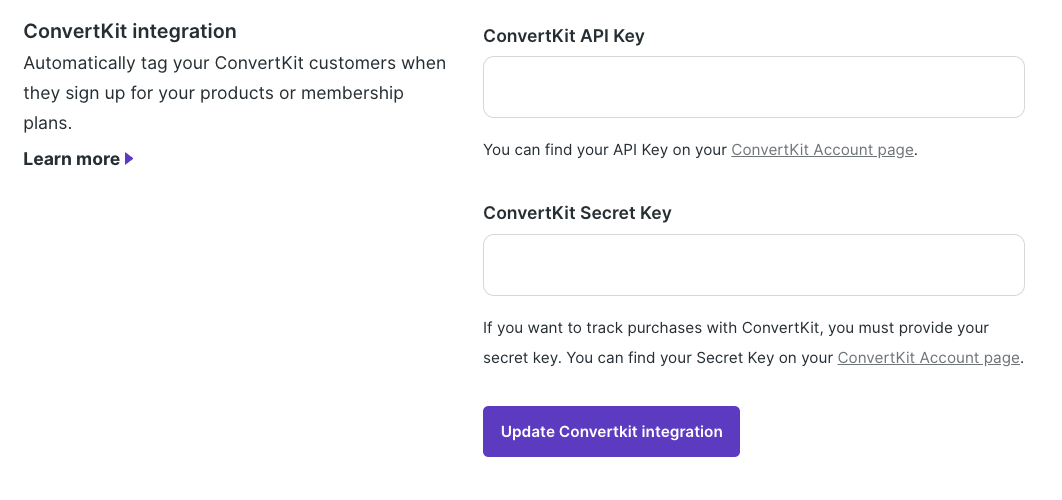 ConvertKit integration
Automatically tag your ConvertKit customers when
they sign up for your products or membership
plans.
Learn more
ConvertKit API Key
You can find your API Key on your ConvertKit Account page.
ConvertKit Secret Key
If you want to track purchases with ConvertKit, you must provide your
secret key. You can find your Secret Key on your ConvertKit Account page.
Update Convertkit integration